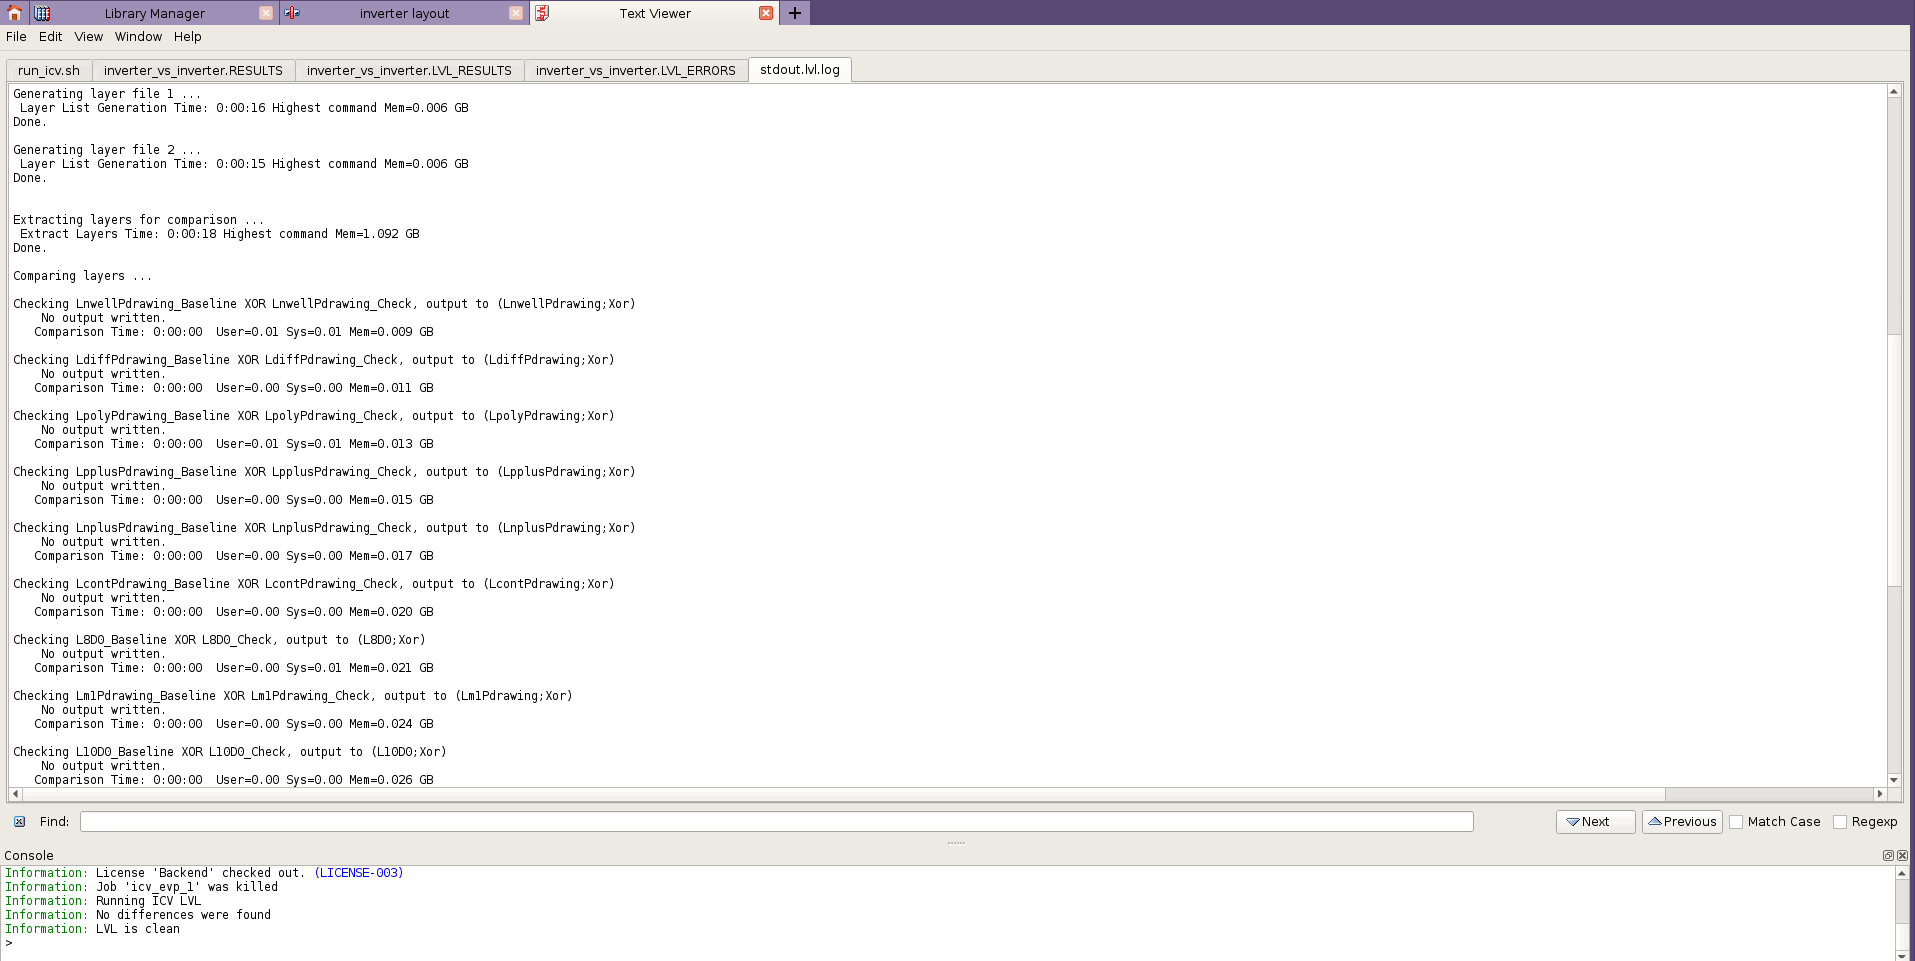 Library Manager
inverter layout
Text Viewer
File Edit View Window Help
run_icv.sh inverter_vs_inverter.RESULTS inverter_vs_inverter.LVL_RESULTS inverter_vs_inverter.LVL_ERRORS stdout.lvl.log
Generating layer file 1 ...
Layer List Generation Time: 0:00:16 Highest command Mem=0.006 GB
Done.
Generating layer file 2 ...
Layer List Generation Time: 0:00:15 Highest command Mem=0.006 GB
Done.
Extracting layers for comparison ...
Extract Layers Time: 0:00:18 Highest command Mem=1.092 GB
Done.
Comparing layers ...
Checking LnwellPdrawing_Baseline XOR LnwellPdrawing_Check, output to (LnwellPdrawing;Xor)
No output written.
Comparison Time: 0:00:00 User=0.01 Sys=0.01 Mem=0.009 GB
Checking LdiffPdrawing_Baseline XOR LdiffPdrawing_Check, output to (LdiffPdrawing;Xor)
No output written.
Comparison Time: 0:00:00 User=0.00 Sys=0.00 Mem=0.011 GB
Checking LpolyPdrawing_Baseline XOR LpolyPdrawing_Check, output to (LpolyPdrawing;Xor)
No output written.
Comparison Time: 0:00:00 User=0.01 Sys=0.01 Mem=0.013 GB
Checking LpplusPdrawing_Baseline XOR LpplusPdrawing_Check, output to (LpplusPdrawing;Xor)
No output written.
Comparison Time: 0:00:00 User=0.00 Sys=0.00 Mem=0.015 GB
Checking LnplusPdrawing_Baseline XOR LnplusPdrawing_Check, output to (LnplusPdrawing;Xor)
No output written.
Comparison Time: 0:00:00 User=0.00 Sys=0.00 Mem=0.017 GB
Checking LcontPdrawing_Baseline XOR LcontPdrawing_Check, output to (LcontPdrawing;Xor)
No output written.
Comparison Time: 0:00:00 User=0.00 Sys=0.00 Mem=0.020 GB
Checking L8D0_Baseline XOR L8D0_Check, output to (L8D0;Xor)
No output written.
Comparison Time: 0:00:00 User=0.00 Sys=0.01 Mem=0.021 GB
Checking Lm1Pdrawing_Baseline XOR Lm1Pdrawing_Check, output to (Lm1Pdrawing;Xor)
No output written.
Comparison Time: 0:00:00 User=0.00 Sys=0.00 Mem=0.024 GB
Checking L10D0_Baseline XOR L10D0_Check, output to (L10D0;Xor)
No output written.
Comparison Time: 0:00:00 User=0.00 Sys=0.00 Mem=0.026 GB
Find: Next Previous Match Case Regexp
Console
Information: License 'Backend' checked out. (LICENSE-003)
Information: Job 'icv_evp_1' was killed
Information: Running ICV LVL
Information: No differences were found
Information: LVL is clean
>